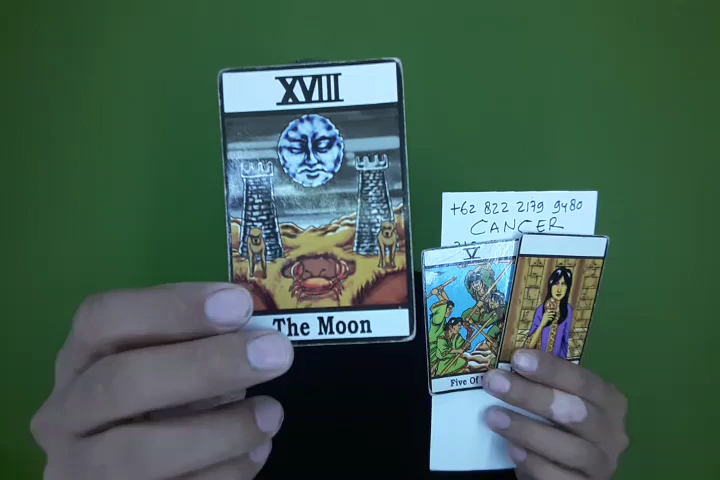 XVIII
The Moon
+62 822 2179 9480
CANCER
V
Five Of